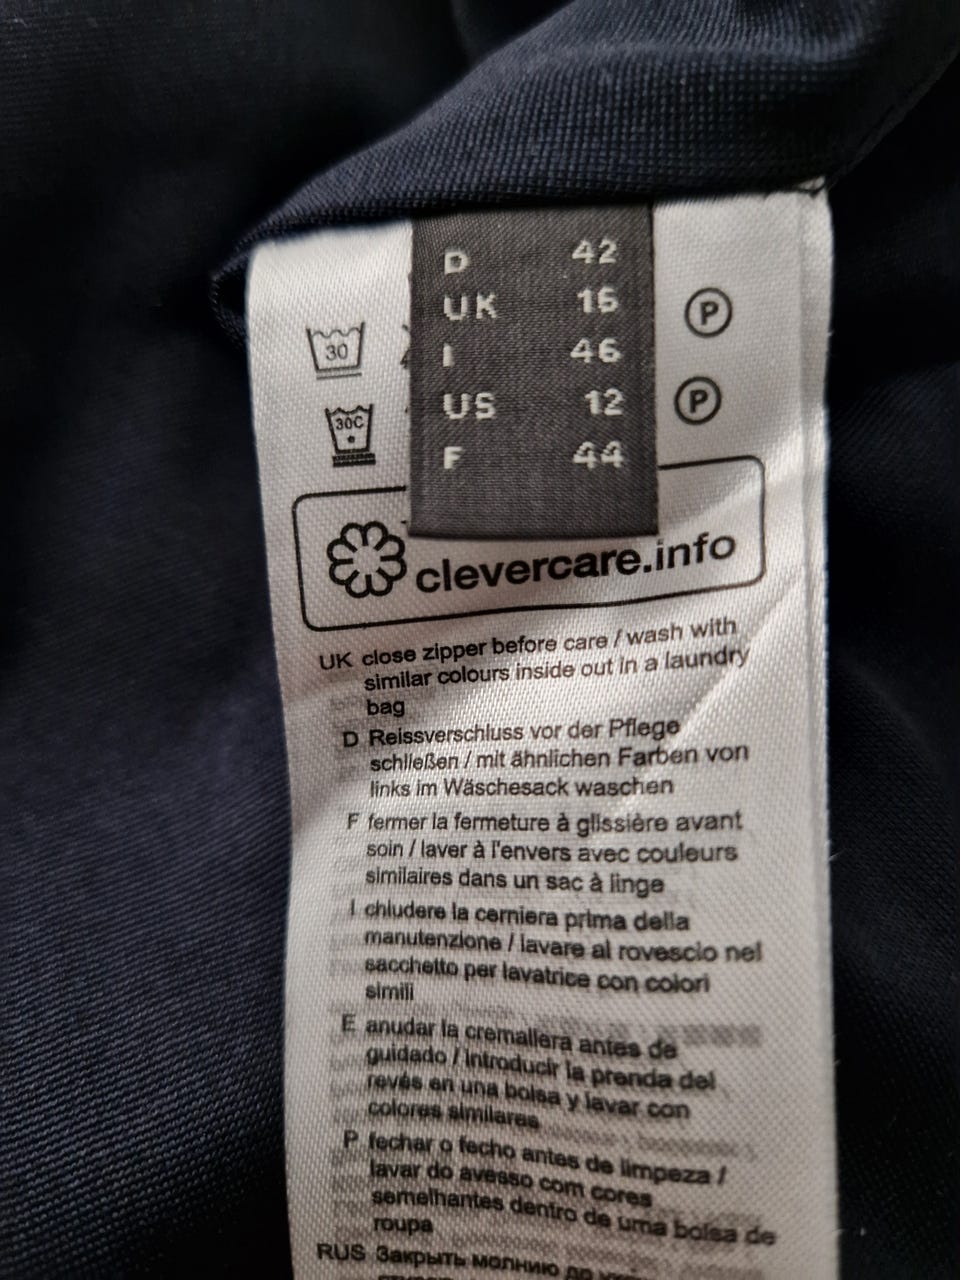 D 42
UK 16
I 46
US 12
F 44
30
P
30C
P
clevercare.info
UK close zipper before care / wash with
similar colours inside out in a laundry
bag
D Reissverschluss vor der Pflege
schließen / mit ähnlichen Farben von
links im Wäschesack waschen
F fermer la fermeture à glissière avant
soin / laver à l'envers avec couleurs
similaires dans un sac à linge
I chiudere la cerniera prima della
manutenzione / lavare al rovescio nel
sacchetto per lavatrice con colori
simili
E anudar la cremallera antes de
guidado / introducir la prenda del
revés en una bolsa y lavar con
colores similares
P fechar o fecho antes de limpeza /
lavar do avesso com cores
semelhantes dentro de uma bolsa de
roupa
RUS Закрыть молнию до